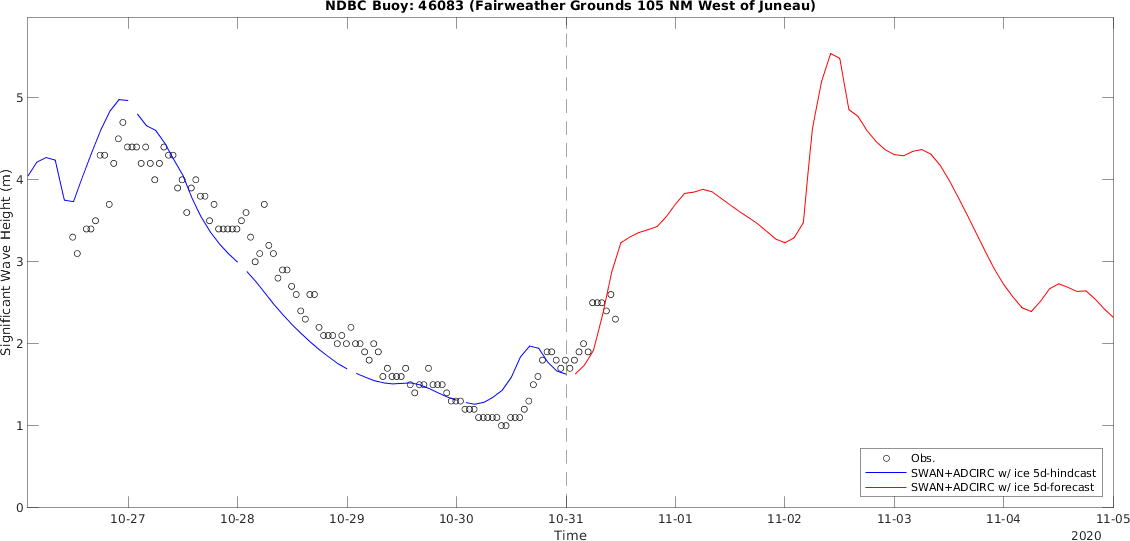 NDBC Buoy: 46083 (Fairweather Grounds 105 NM West of Juneau)
Significant Wave Height (m)
5
4
3
2
1
0
Obs.
SWAN+ADCIRC w/ ice 5d-hindcast
SWAN+ADCIRC w/ ice 5d-forecast
10-27 10-28 10-29 10-30 10-31 11-01 11-02 11-03 11-04 11-05
Time
2020